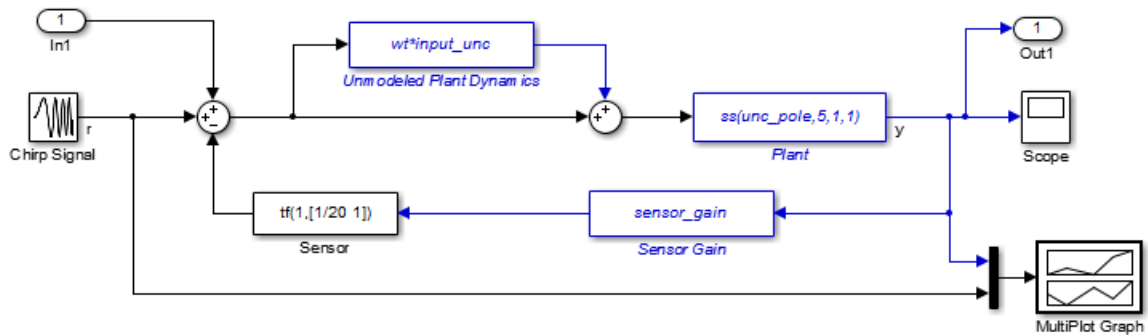 1
In1
wt*input_unc
Unmodeled Plant Dynamics
1
Out1
r
Chirp Signal
ss(unc_pole,5,1,1)
y
Plant
Scope
tf(1,[1/20 1])
Sensor
sensor_gain
Sensor Gain
MultiPlot Graph